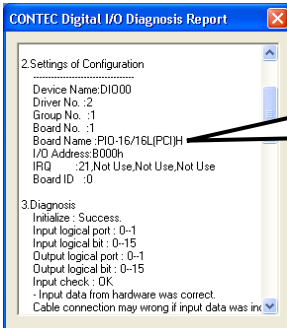 CONTEC Digital I/O Diagnosis Report
2.Settings of Configuration
----------------------------------
Device Name:DIO00
Driver No. :2
Group No. :1
Board No. :1
Board Name :PIO-16/16L(PCI)H
I/O Address:B000h
IRQ :21,Not Use,Not Use,Not Use
Board ID :0
3.Diagnosis
Initialize : Success.
Input logical port : 0--1
Input logical bit : 0--15
Output logical port : 0--1
Output logical bit : 0--15
Input check : OK
- Input data from hardware was correct.
Cable connection may wrong if input data was